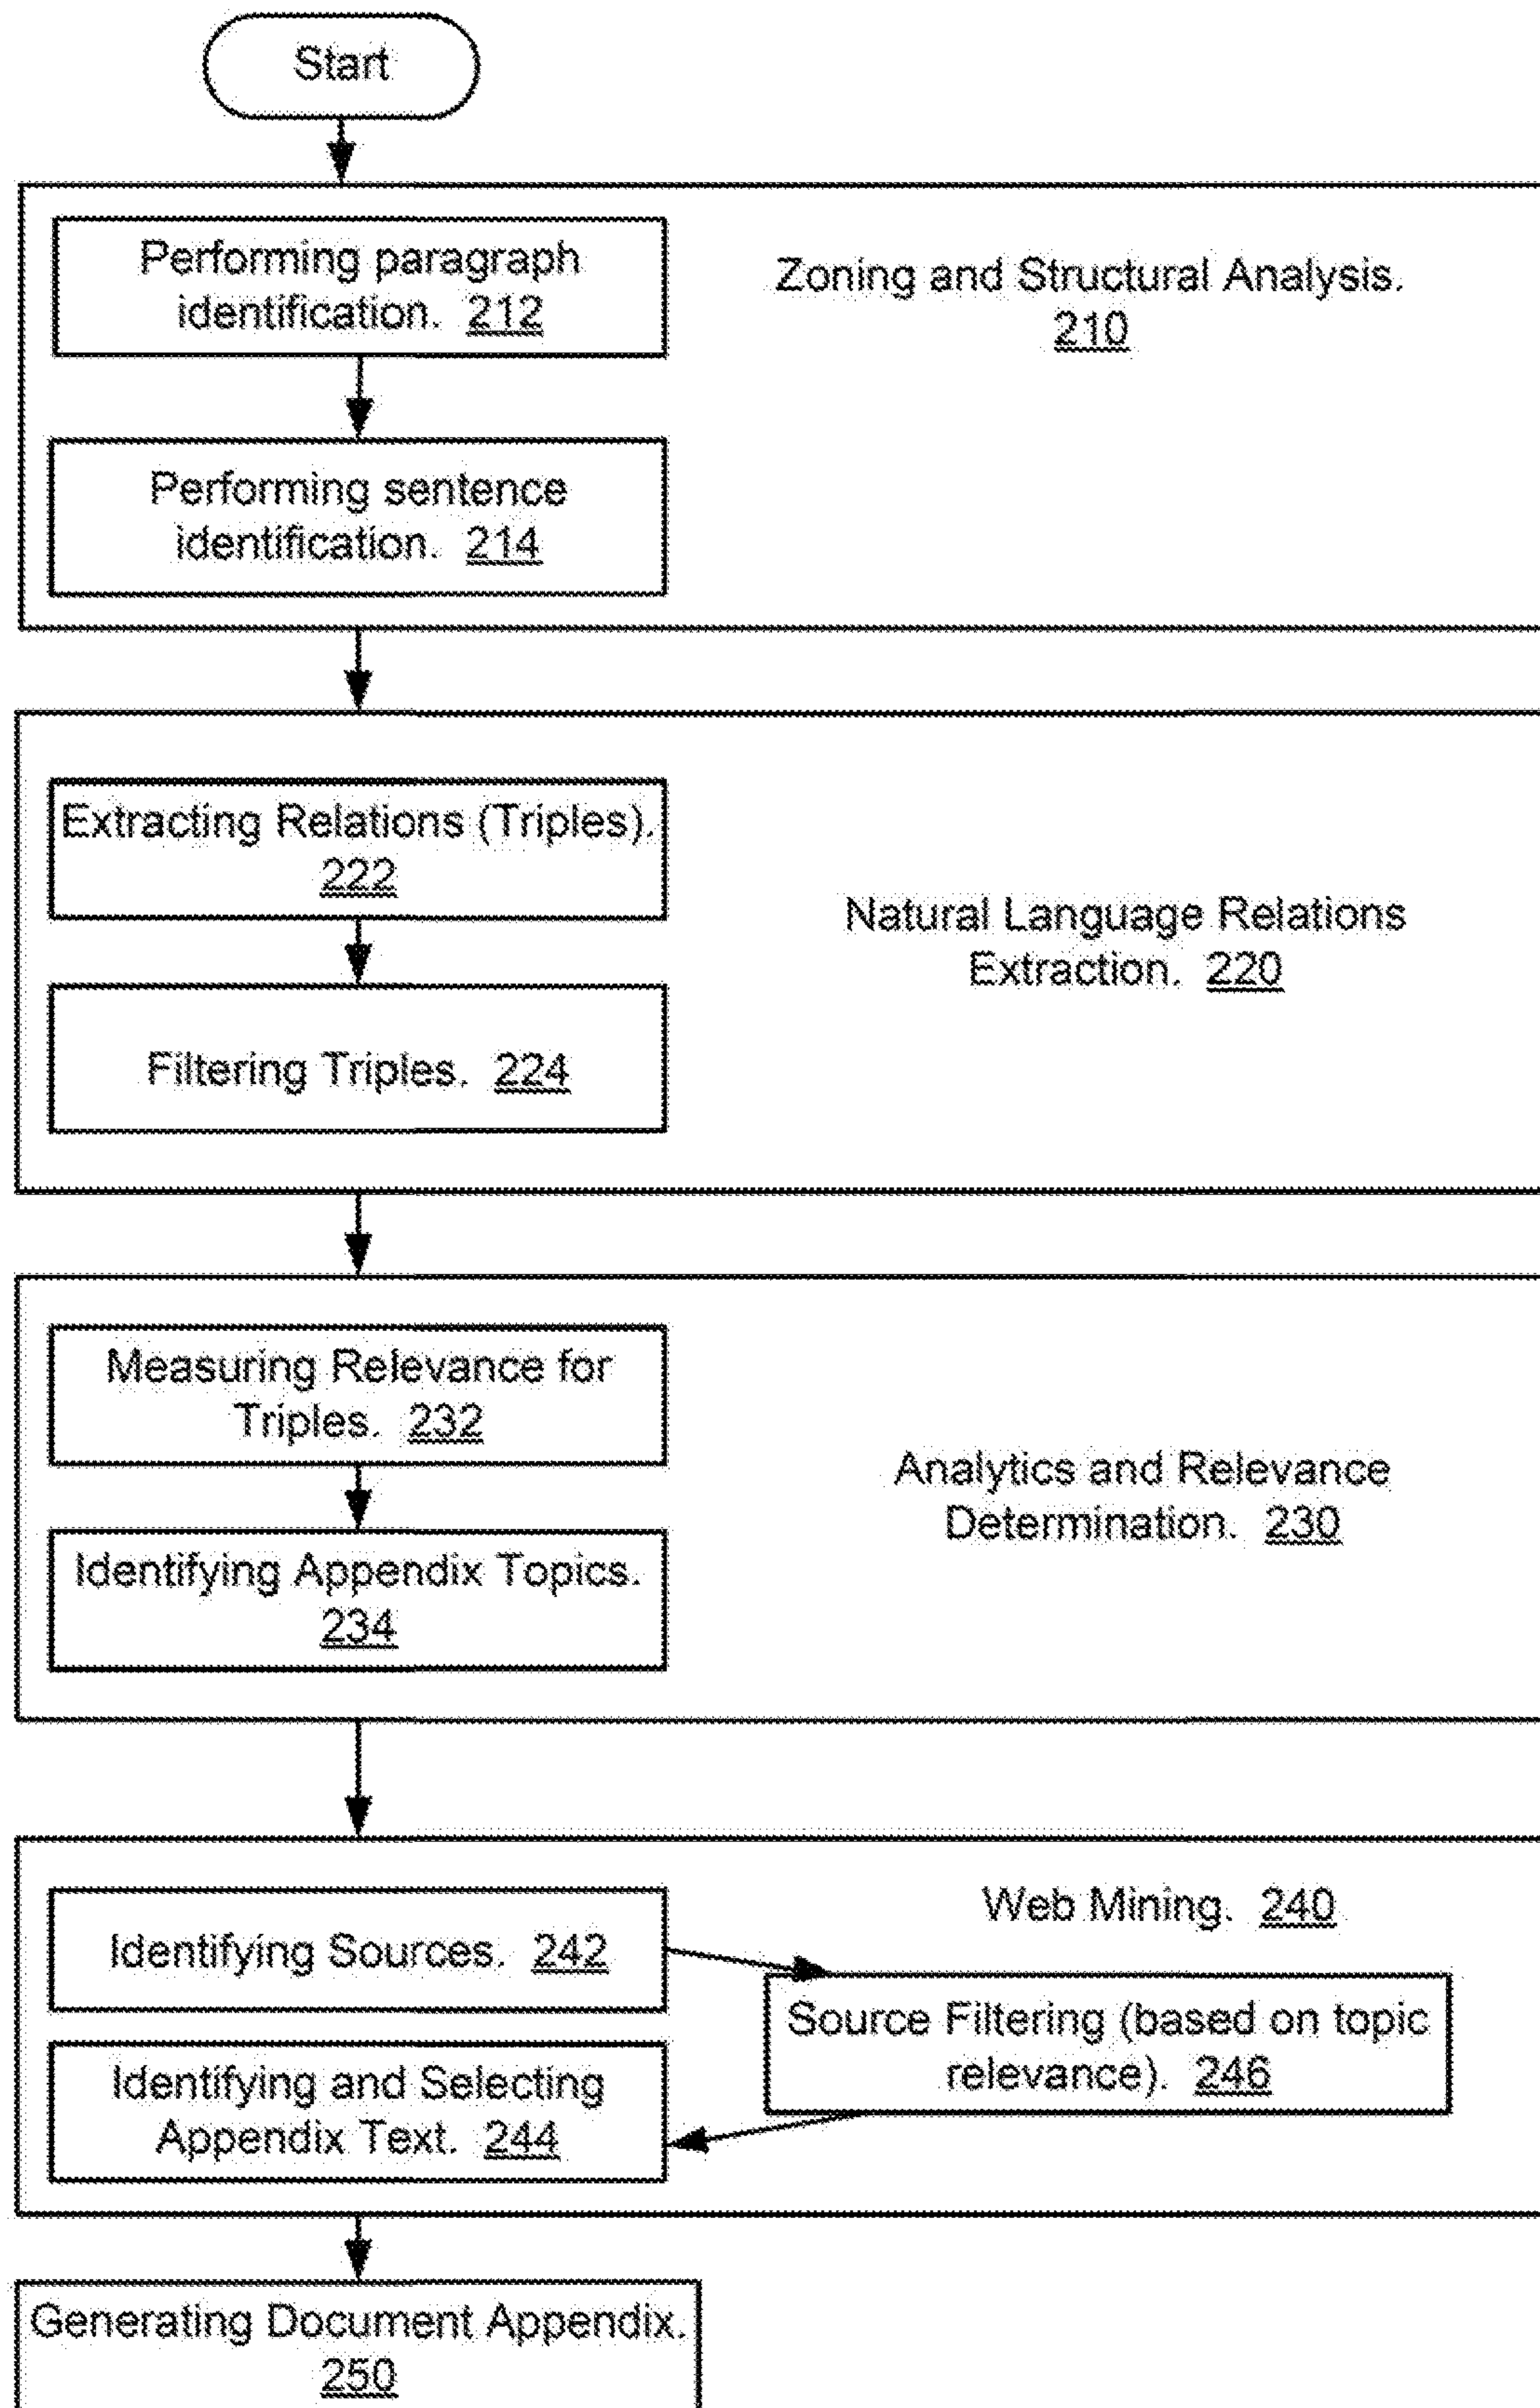 Start
Performing paragraph
identification. 212
Zoning and Structural Analysis.
210
Performing sentence
identification. 214
Extracting Relations (Triples).
222
Natural Language Relations
Extraction. 220
Filtering Triples. 224
Measuring Relevance for
Triples. 232
Analytics and Relevance
Determination. 230
Identifying Appendix Topics.
234
Web Mining. 240
Identifying Sources. 242
Source Filtering (based on topic
relevance). 246
Identifying and Selecting
Appendix Text. 244
Generating Document Appendix.
250